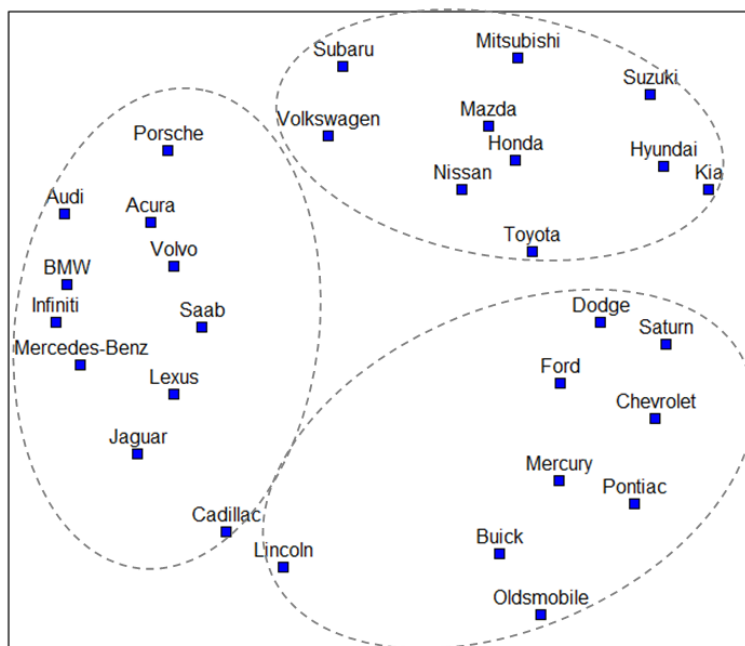 Mitsubishi
Subaru
Suzuki
Mazda
Volkswagen
Porsche
Honda
Hyundai
Nissan
Kia
Audi
Acura
Toyota
Volvo
BMW
Infiniti
Saab
Dodge
Saturn
Mercedes-Benz
Ford
Lexus
Chevrolet
Jaguar
Mercury
Pontiac
Cadillac
Buick
Lincoln
Oldsmobile